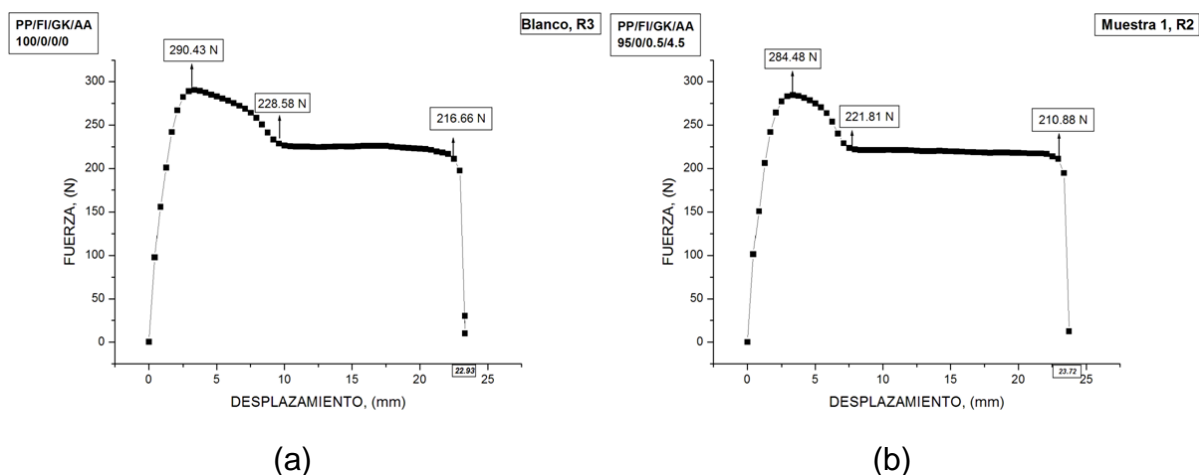 PP/FI/GK/AA
100/0/0/0
Blanco, R3
290.43 N
228.58 N
216.66 N
300
250
200
150
100
50
0
FUERZA, (N)
0 5 10 15 20 25
22.93
DESPLAZAMIENTO, (mm)
(a)
PP/FI/GK/AA
95/0/0.5/4.5
Muestra 1, R2
284.48 N
221.81 N
210.88 N
300
250
200
150
100
50
0
FUERZA, (N)
0 5 10 15 20 25
23.72
DESPLAZAMIENTO, (mm)
(b)